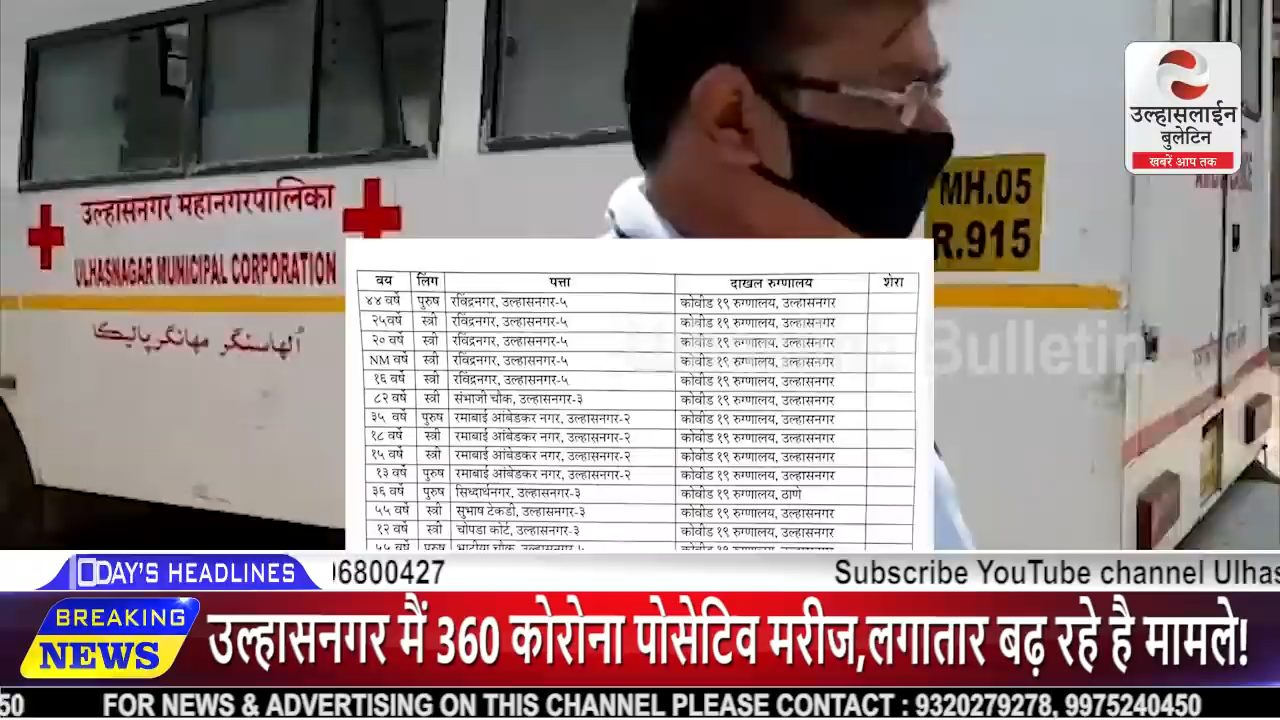 उल्हासलाईन
बुलेटिन
खबरें आप तक
उल्हासनगर महानगरपालिका
ULHASNAGAR MUNICIPAL CORPORATION
اُلہاسنگر مہانگرپالیکا
MH.05
R.915
वय लिंग पत्ता दाखल रुग्णालय शेरा
४४ वर्षे पुरुष रविंद्रनगर, उल्हासनगर-५ कोवीड १९ रुग्णालय, उल्हासनगर
२५वर्षे स्त्री रविंद्रनगर, उल्हासनगर-५ कोवीड १९ रुग्णालय, उल्हासनगर
२० वर्षे स्त्री रविंद्रनगर, उल्हासनगर-५ कोवीड १९ रुग्णालय, उल्हासनगर
NM वर्षे स्त्री रविंद्रनगर, उल्हासनगर-५ कोवीड १९ रुग्णालय, उल्हासनगर
१६ वर्षे स्त्री रविंद्रनगर, उल्हासनगर-५ कोवीड १९ रुग्णालय, उल्हासनगर
८२ वर्षे स्त्री संभाजी चौक, उल्हासनगर-३ कोवीड १९ रुग्णालय, उल्हासनगर
३५ वर्षे पुरुष रमाबाई आंबेडकर नगर, उल्हासनगर-२ कोवीड १९ रुग्णालय, उल्हासनगर
१८ वर्षे स्त्री रमाबाई आंबेडकर नगर, उल्हासनगर-२ कोवीड १९ रुग्णालय, उल्हासनगर
१५ वर्षे स्त्री रमाबाई आंबेडकर नगर, उल्हासनगर-२ कोवीड १९ रुग्णालय, उल्हासनगर
१३ वर्षे पुरुष रमाबाई आंबेडकर नगर, उल्हासनगर-२ कोवीड १९ रुग्णालय, उल्हासनगर
३६ वर्षे पुरुष सिध्दार्थनगर, उल्हासनगर-३ कोवीड १९ रुग्णालय, ठाणे
५५ वर्षे स्त्री सुभाष टेकडी, उल्हासनगर-३ कोवीड १९ रुग्णालय, उल्हासनगर
१२ वर्षे स्त्री चोपडा कोर्ट, उल्हासनगर-३ कोवीड १९ रुग्णालय, उल्हासनगर
Bulletin
DAY'S HEADLINES
06800427 Subscribe YouTube channel Ulhas
BREAKING
NEWS
उल्हासनगर मैं 360 कोरोना पोसेटिव मरीज,लगातार बढ़ रहे है मामले!
50 FOR NEWS & ADVERTISING ON THIS CHANNEL PLEASE CONTACT : 9320279278, 9975240450